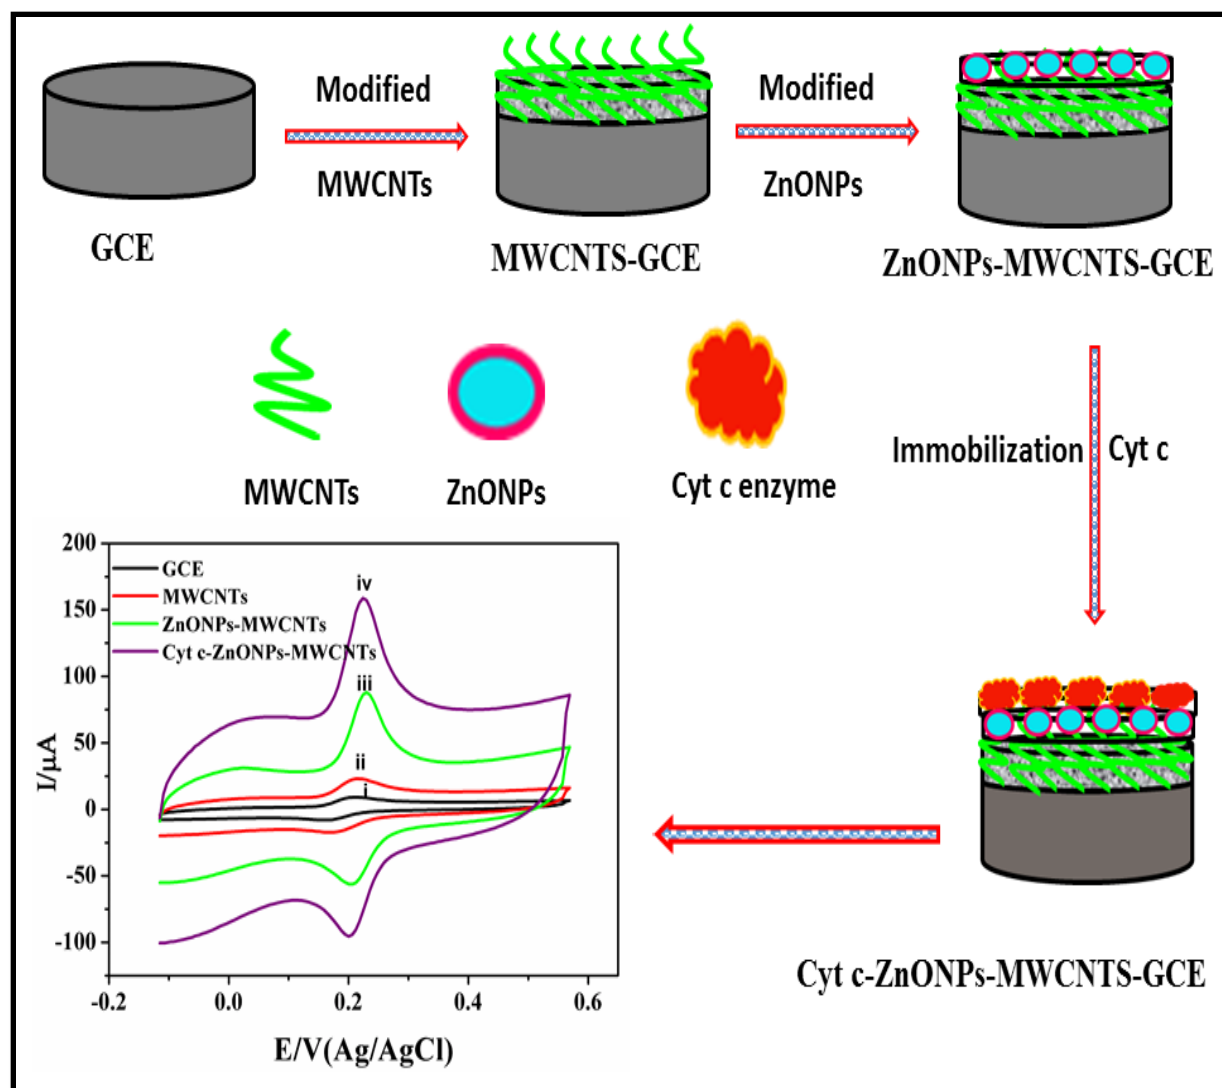 Modified
MWCNTs
Modified
ZnONPs
GCE
MWCNTS-GCE
ZnONPs-MWCNTS-GCE
MWCNTs
ZnONPs
Cyt c enzyme
Immobilization
Cyt c
200
150
100
50
0
-50
-100
I/μA
GCE
MWCNTs
ZnONPs-MWCNTs
Cyt c-ZnONPs-MWCNTs
iv
iii
ii
i
-0.2
0.0
0.2
0.4
0.6
E/V(Ag/AgCl)
Cyt c-ZnONPs-MWCNTS-GCE